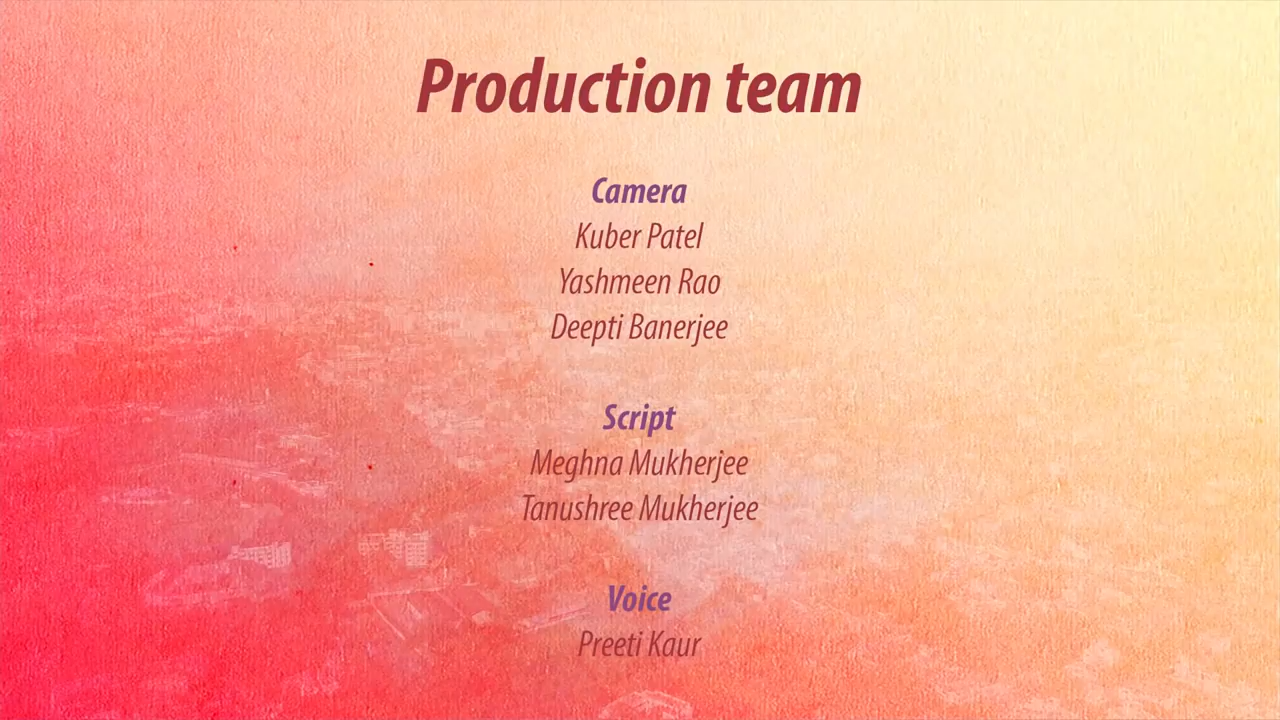 Production team
Camera
Kuber Patel
Yashmeen Rao
Deepti Banerjee
Script
Meghna Mukherjee
Tanushree Mukherjee
Voice
Preeti Kaur